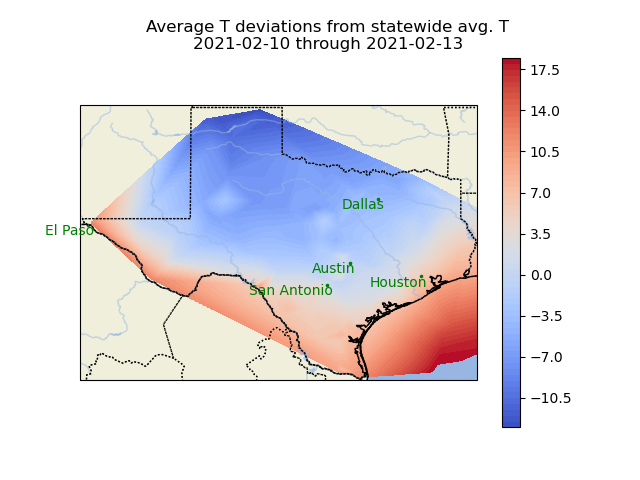 Average T deviations from statewide avg. T
2021-02-10 through 2021-02-13
17.5
14.0
10.5
7.0
3.5
0.0
−3.5
−7.0
−10.5
Dallas
El Paso
Austin
Houston
San Antonio